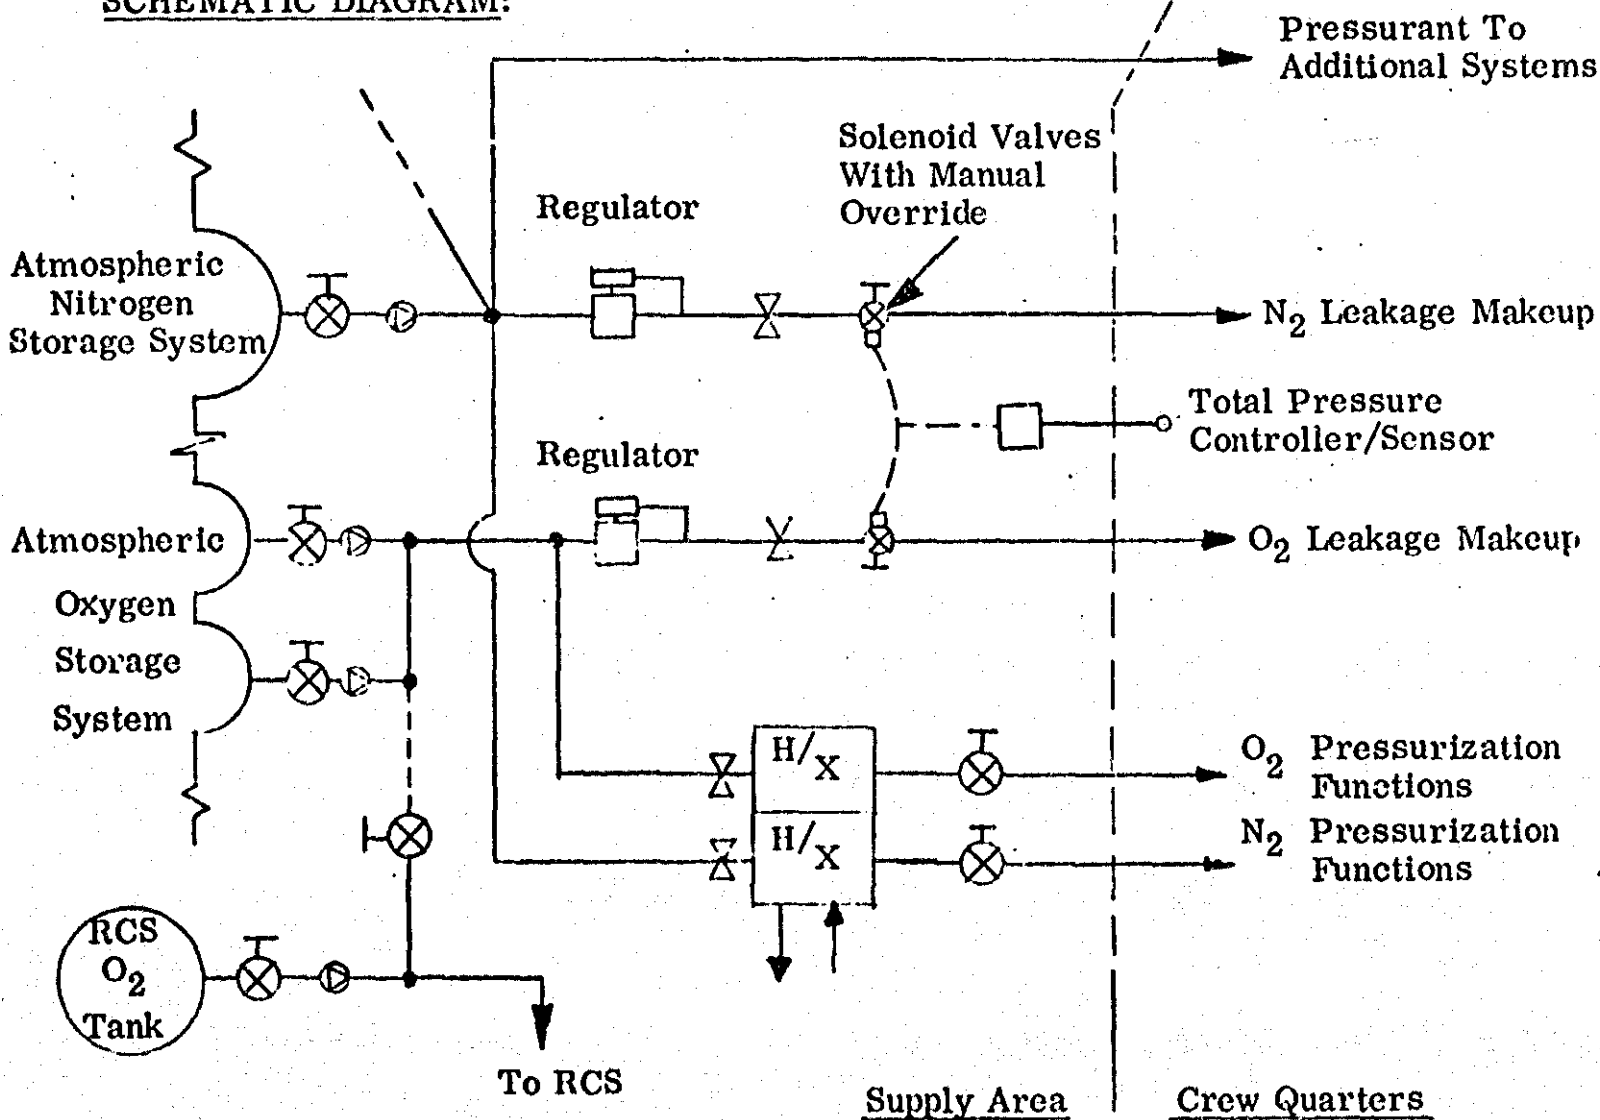 SCHEMATIC DIAGRAM:
Pressurant To
Additional Systems
Solenoid Valves
With Manual
Override
Regulator
Atmospheric
Nitrogen
Storage System
N2 Leakage Makeup
Total Pressure
Controller/Sensor
Regulator
Atmospheric
Oxygen
Storage
System
O2 Leakage Makeup
H/X
O2 Pressurization
Functions
H/X
N2 Pressurization
Functions
RCS
O2
Tank
To RCS
Supply Area
Crew Quarters